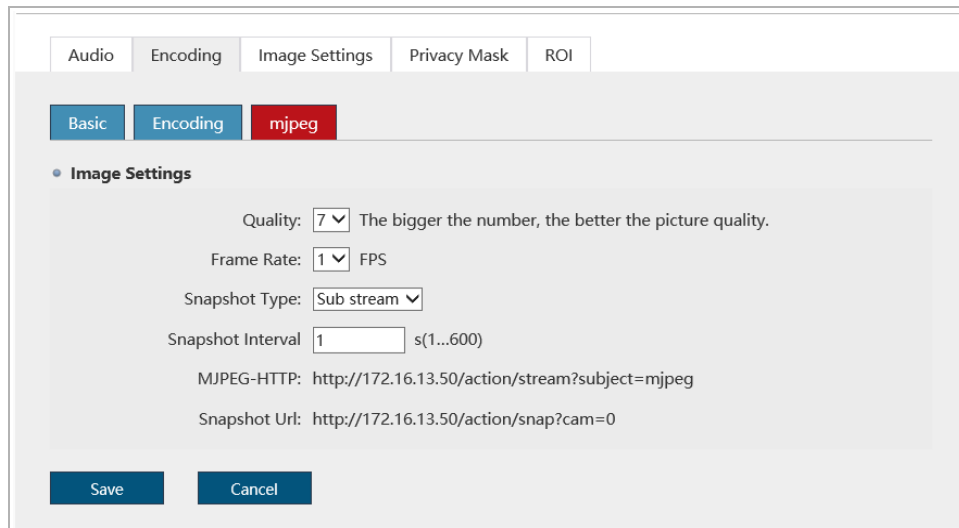 Audio Encoding Image Settings Privacy Mask ROI
Basic Encoding mjpeg
Image Settings
Quality: 7 The bigger the number, the better the picture quality.
Frame Rate: 1 FPS
Snapshot Type: Sub stream
Snapshot Interval 1 s(1...600)
MJPEG-HTTP: http://172.16.13.50/action/stream?subject=mjpeg
Snapshot Url: http://172.16.13.50/action/snap?cam=0
Save Cancel